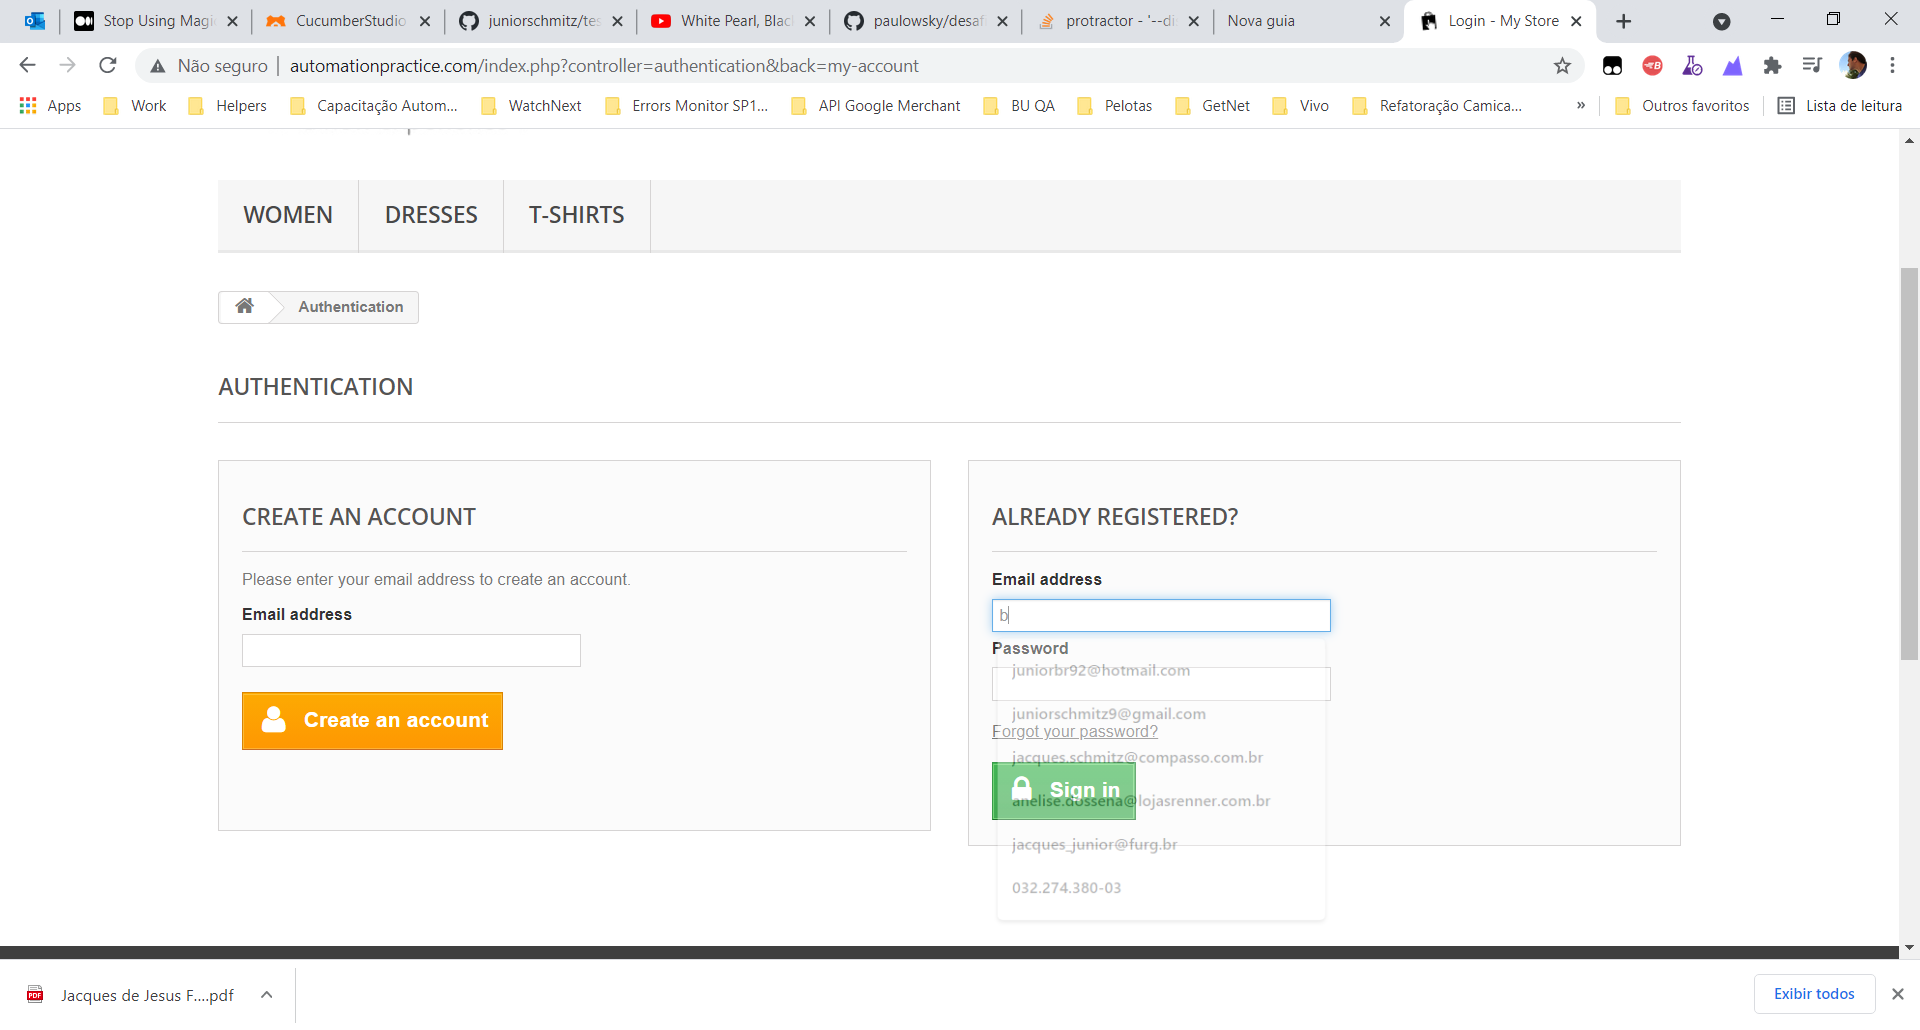 Stop Using Magi
CucumberStudio
juniorschmitz/tes
White Pearl, Blac
paulowsky/desaf
protractor - '--di
Nova guia
Login - My Store
Não seguro
automationpractice.com/index.php?controller=authentication&back=my-account
Apps
Work
Helpers
Capacitação Autom...
WatchNext
Errors Monitor SP1...
API Google Merchant
BU QA
Pelotas
GetNet
Vivo
Refatoração Camica...
»
Outros favoritos
Lista de leitura
WOMEN
DRESSES
T-SHIRTS
Authentication
AUTHENTICATION
CREATE AN ACCOUNT
Please enter your email address to create an account.
Email address
Create an account
ALREADY REGISTERED?
Email address
b
Password
juniorbr92@hotmail.com
juniorschmitz9@gmail.com
Forgot your password?
jacques.schmitz@compasso.com.br
Sign in
anelise.dossena@lojasrenner.com.br
jacques_junior@furg.br
032.274.380-03
PDF
Jacques de Jesus F....pdf
Exibir todos